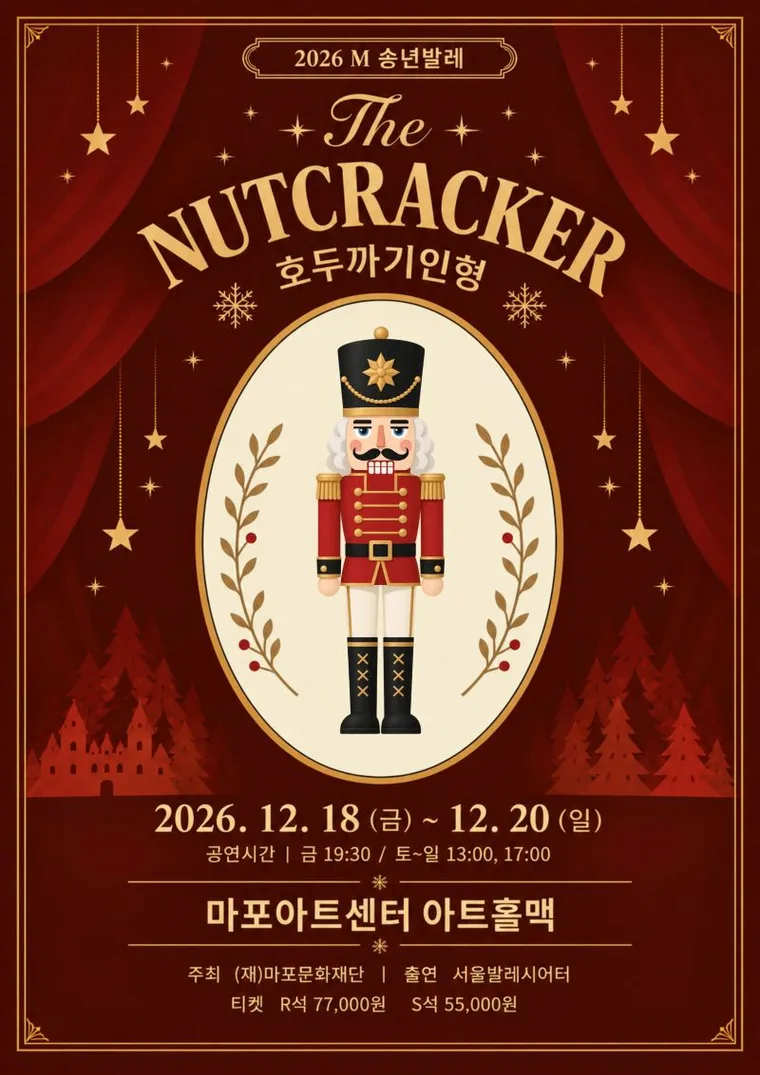 2026 M 송년발레
The
NUTCRACKER
호두까기인형
2026. 12. 18 (금) ~ 12. 20 (일)
공연시간 | 금 19:30 / 토~일 13:00, 17:00
마포아트센터 아트홀맥
주최 (재)마포문화재단 | 출연 서울발레시어터
티켓 R석 77,000원 S석 55,000원